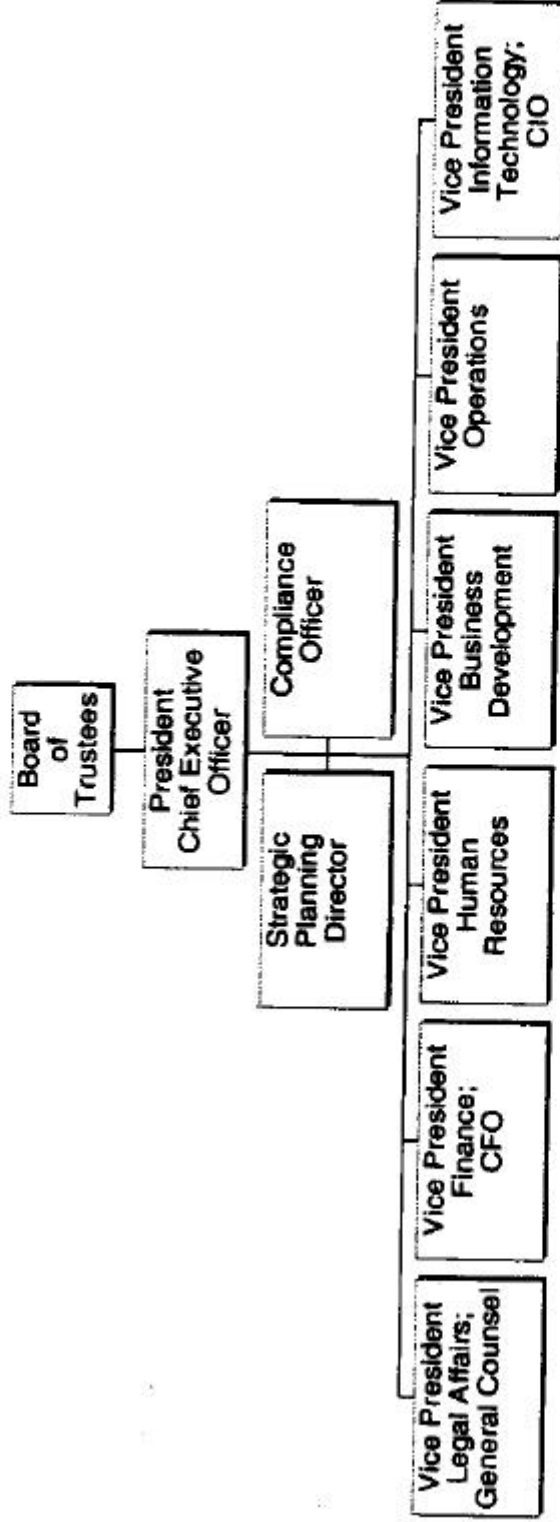 Board
of
Trustees
President
Chief Executive
Officer
Strategic
Planning
Director
Compliance
Officer
Vice President
Legal Affairs;
General Counsel
Vice President
Finance;
CFO
Vice President
Human
Resources
Vice President
Business
Development
Vice President
Operations
Vice President
Information
Technology;
CIO